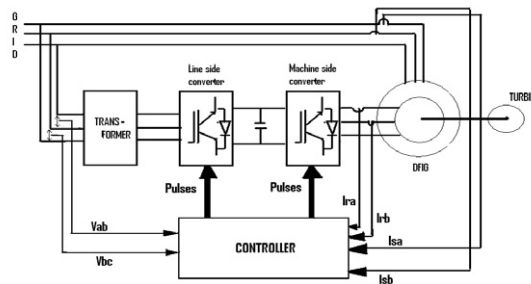 G
R
I
D
Line side
converter
Machine side
converter
TRANS -
FORMER
TURBI
DFIG
Pulses
Pulses
Ira
Irb
Vab
Isa
CONTROLLER
Vbc
Isb